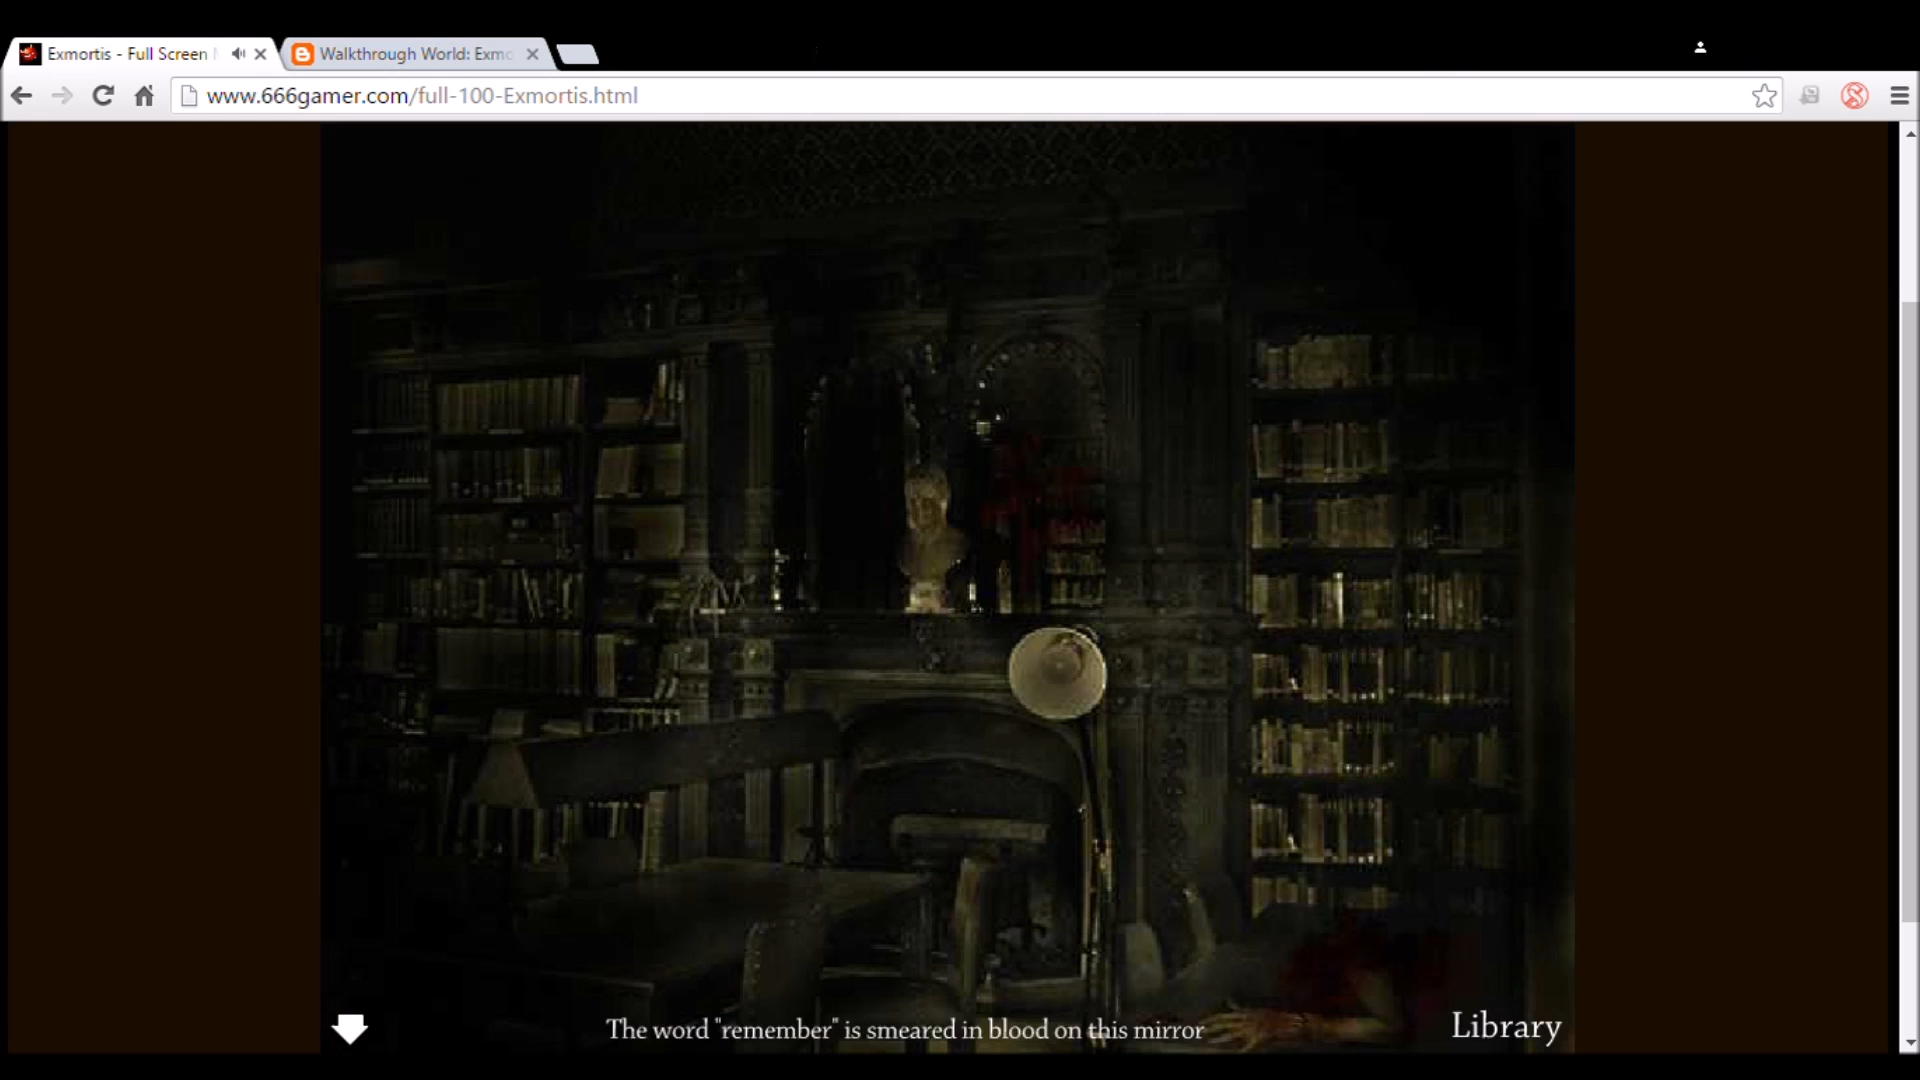 Exmortis - Full Screen
Walkthrough World: Exmo
www.666gamer.com/full-100-Exmortis.html
The word "remember" is smeared in blood on this mirror
Library